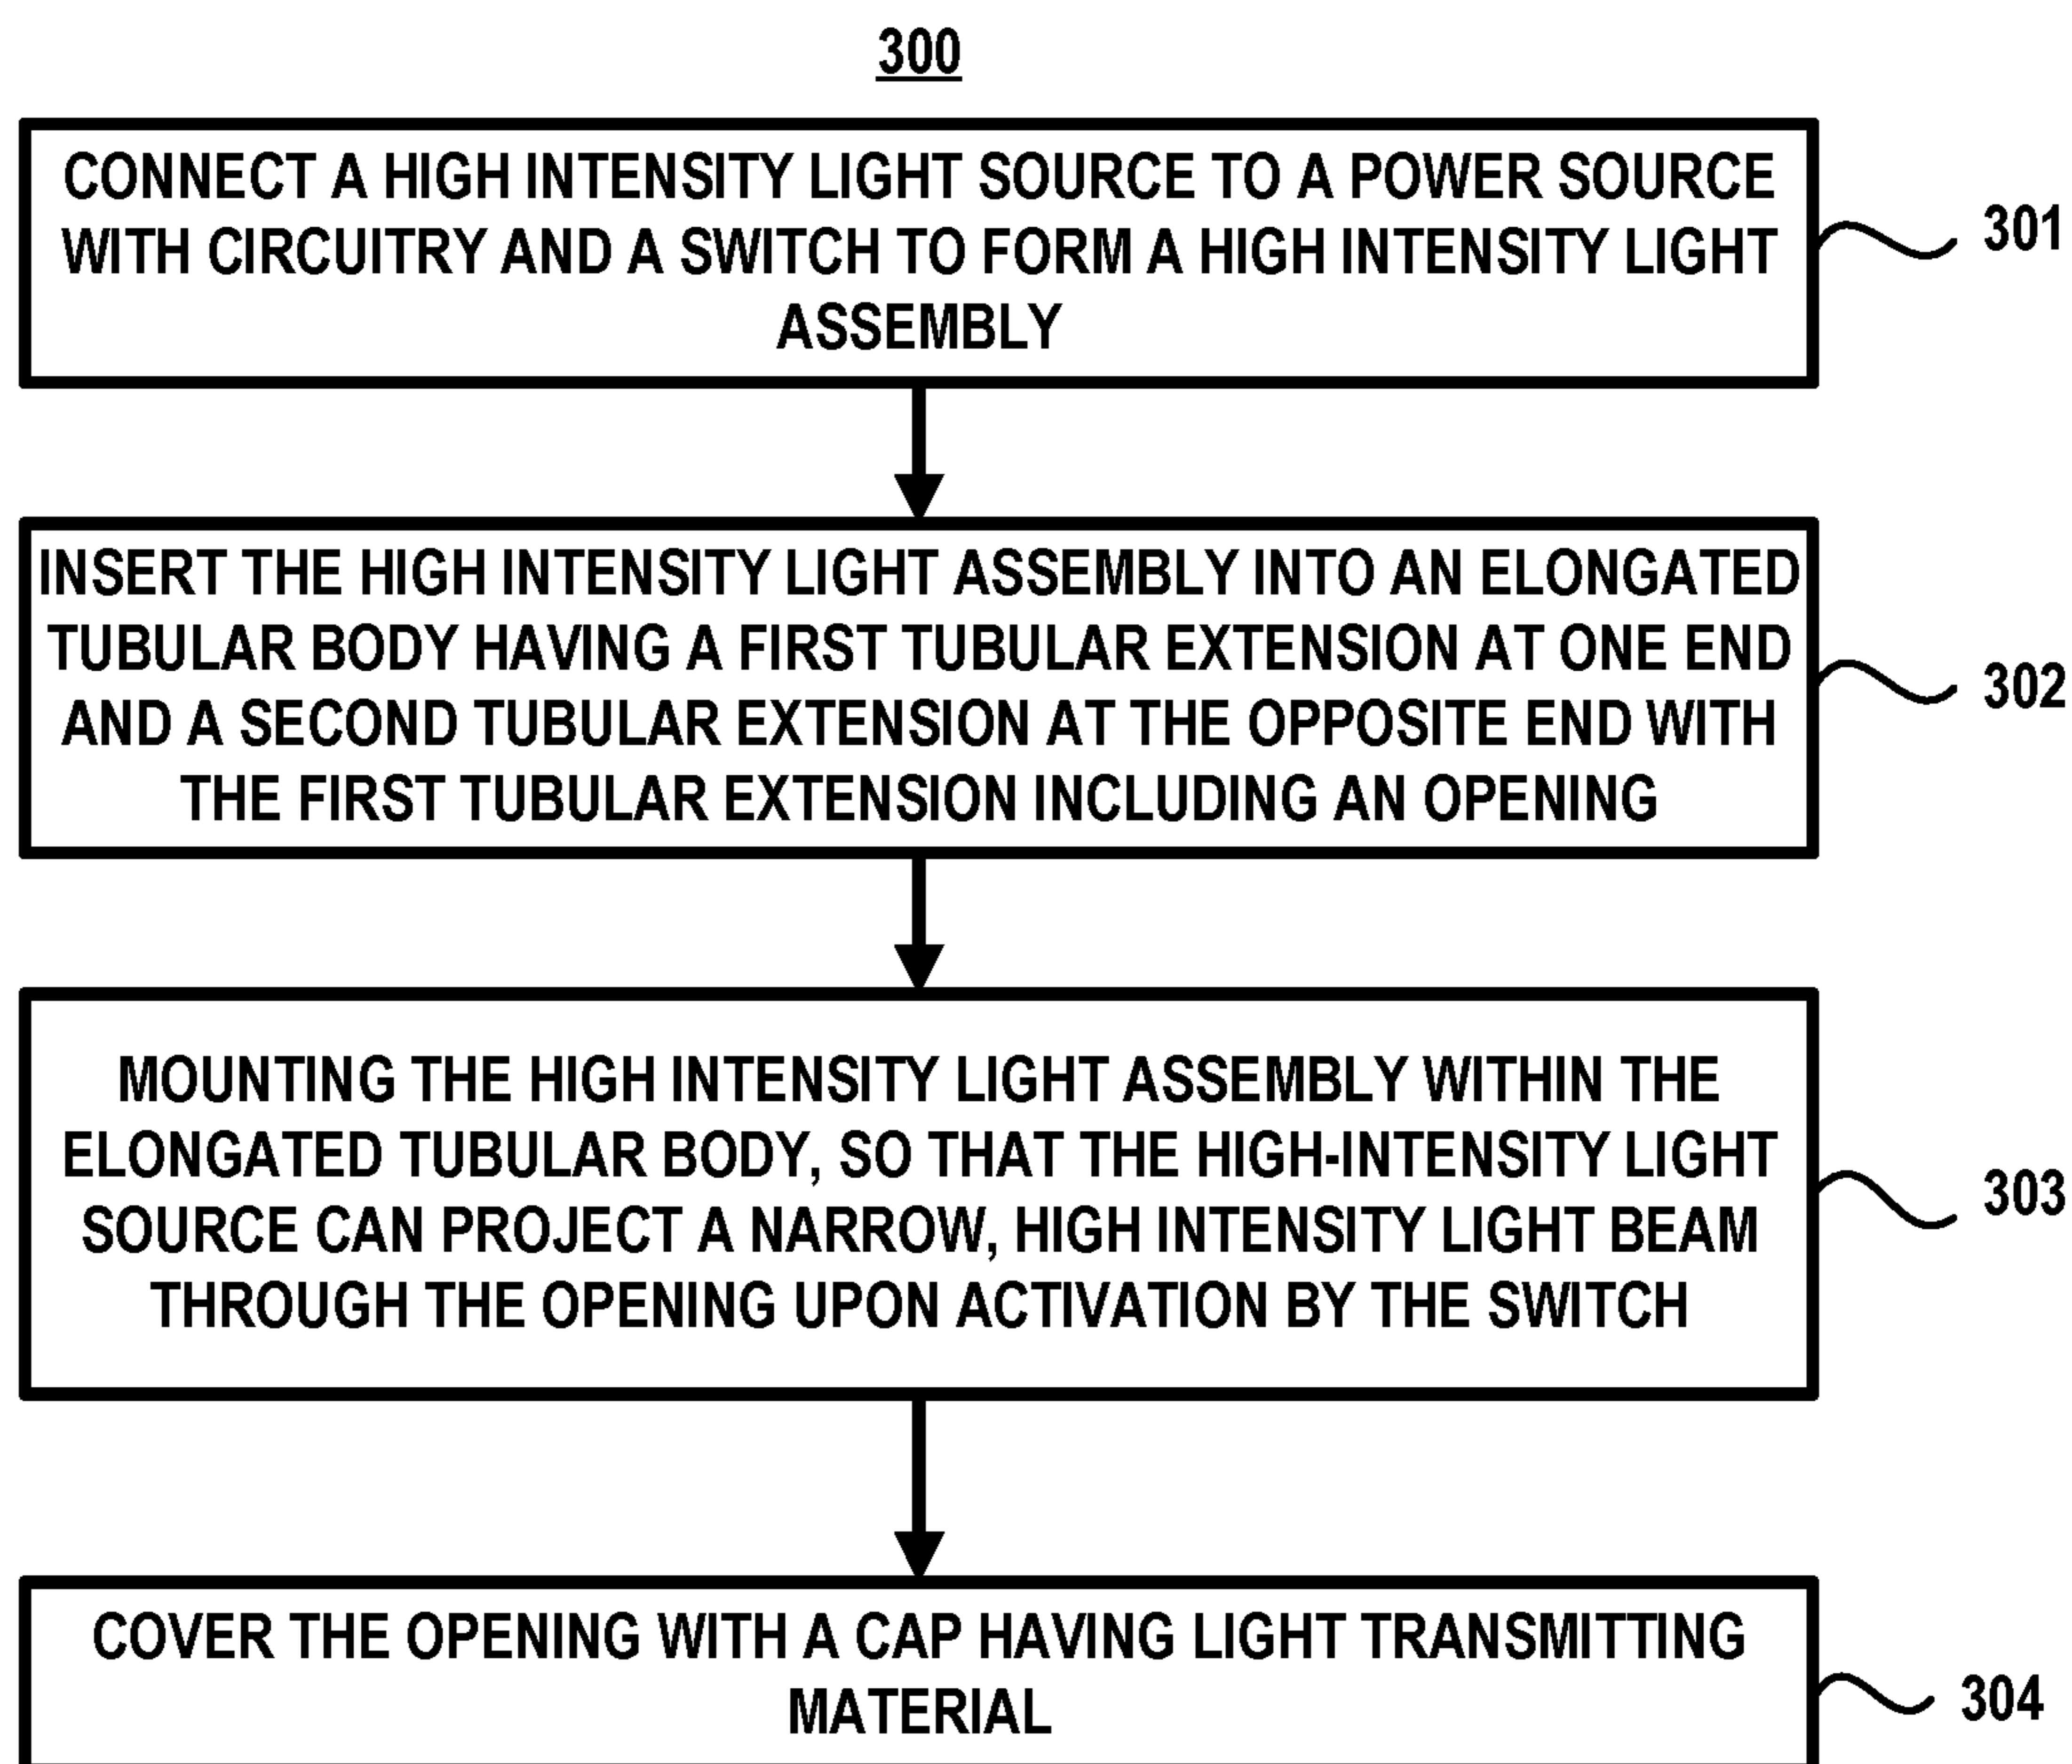 300
CONNECT A HIGH INTENSITY LIGHT SOURCE TO A POWER SOURCE
WITH CIRCUITRY AND A SWITCH TO FORM A HIGH INTENSITY LIGHT
ASSEMBLY
301
INSERT THE HIGH INTENSITY LIGHT ASSEMBLY INTO AN ELONGATED
TUBULAR BODY HAVING A FIRST TUBULAR EXTENSION AT ONE END
AND A SECOND TUBULAR EXTENSION AT THE OPPOSITE END WITH
THE FIRST TUBULAR EXTENSION INCLUDING AN OPENING
302
MOUNTING THE HIGH INTENSITY LIGHT ASSEMBLY WITHIN THE
ELONGATED TUBULAR BODY, SO THAT THE HIGH-INTENSITY LIGHT
SOURCE CAN PROJECT A NARROW, HIGH INTENSITY LIGHT BEAM
THROUGH THE OPENING UPON ACTIVATION BY THE SWITCH
303
COVER THE OPENING WITH A CAP HAVING LIGHT TRANSMITTING
MATERIAL
304